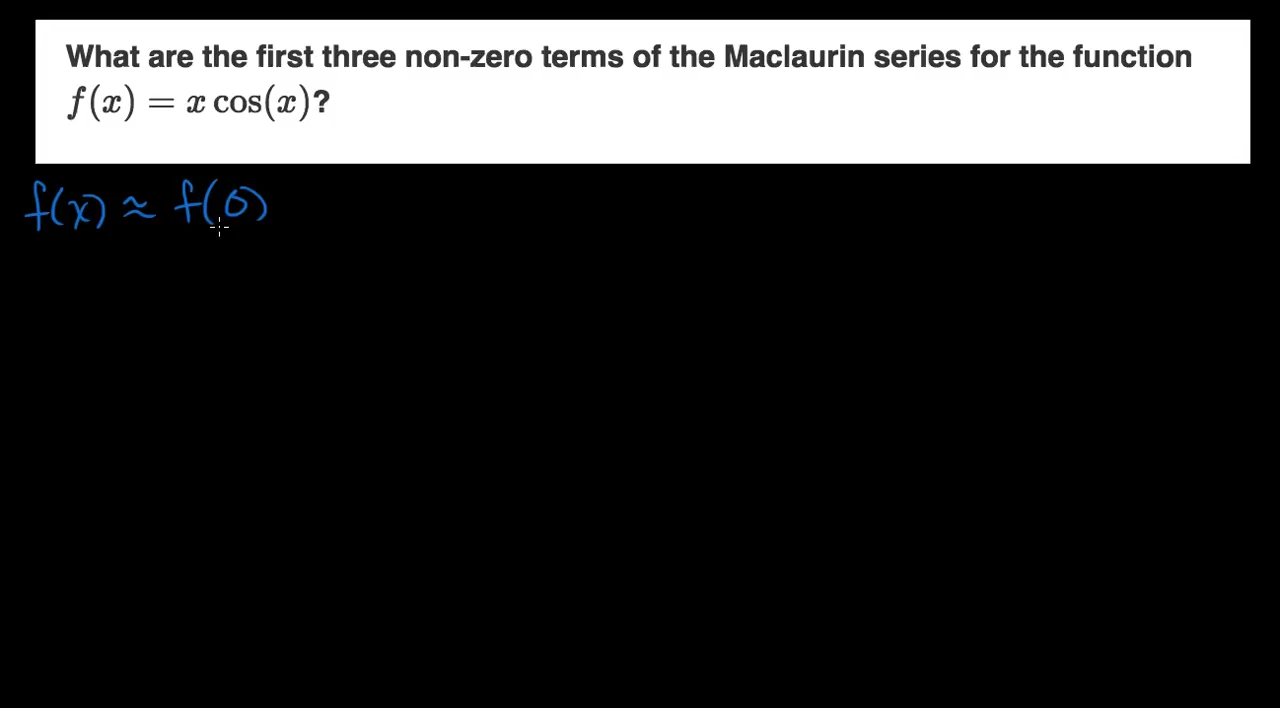 What are the first three non-zero terms of the Maclaurin series for the function
f(x) = x cos(x)?
f(x) ≈ f(0)